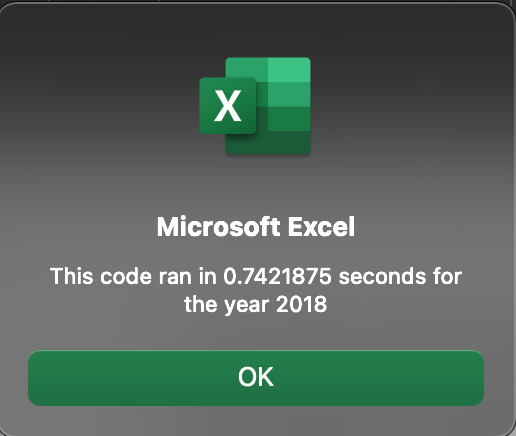 X
Microsoft Excel
This code ran in 0.7421875 seconds for
the year 2018
OK